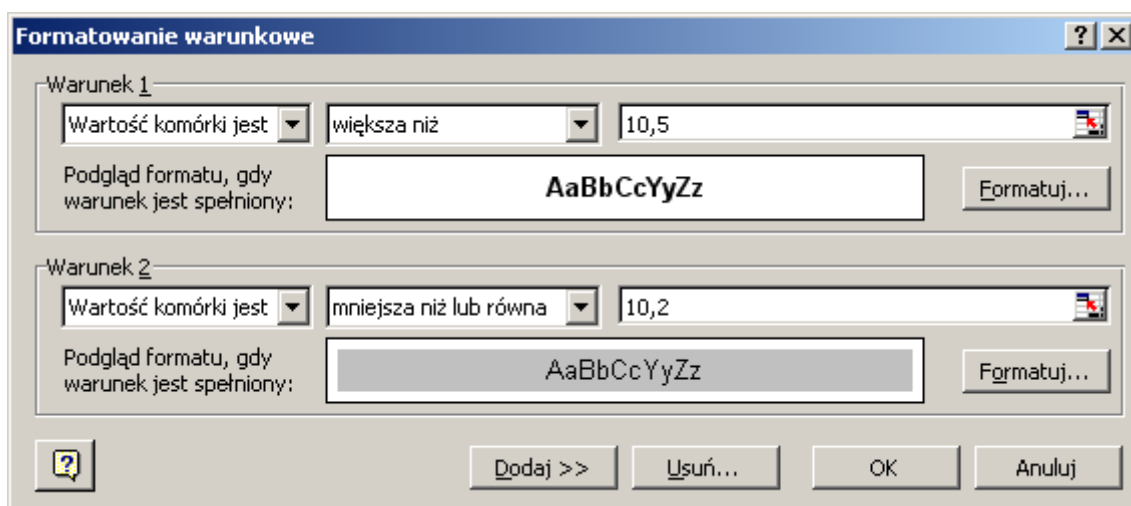 Formatowanie warunkowe
Warunek 1
Wartość komórki jest większa niż 10,5
Podgląd formatu, gdy
warunek jest spełniony:
AaBbCcYyZz
Formatuj...
Warunek 2
Wartość komórki jest mniejsza niż lub równa 10,2
Podgląd formatu, gdy
warunek jest spełniony:
AaBbCcYyZz
Formatuj...
Dodaj >> Usuń... OK Anuluj